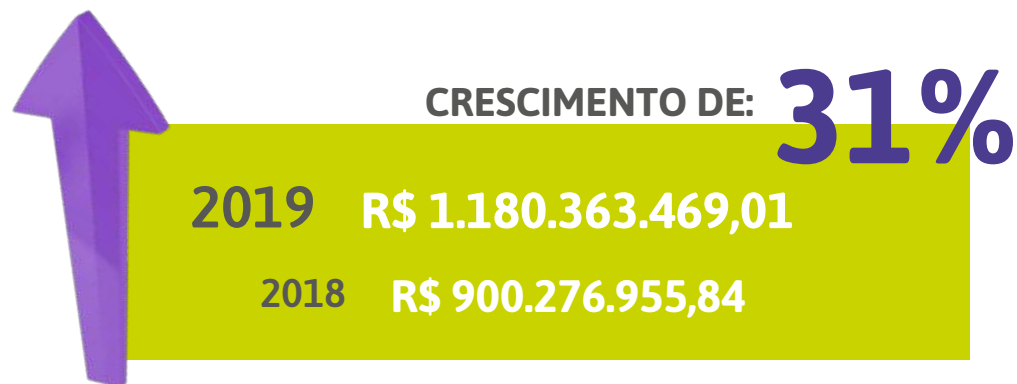 CRESCIMENTO DE: 31%
2019 R$ 1.180.363.469,01
2018 R$ 900.276.955,84